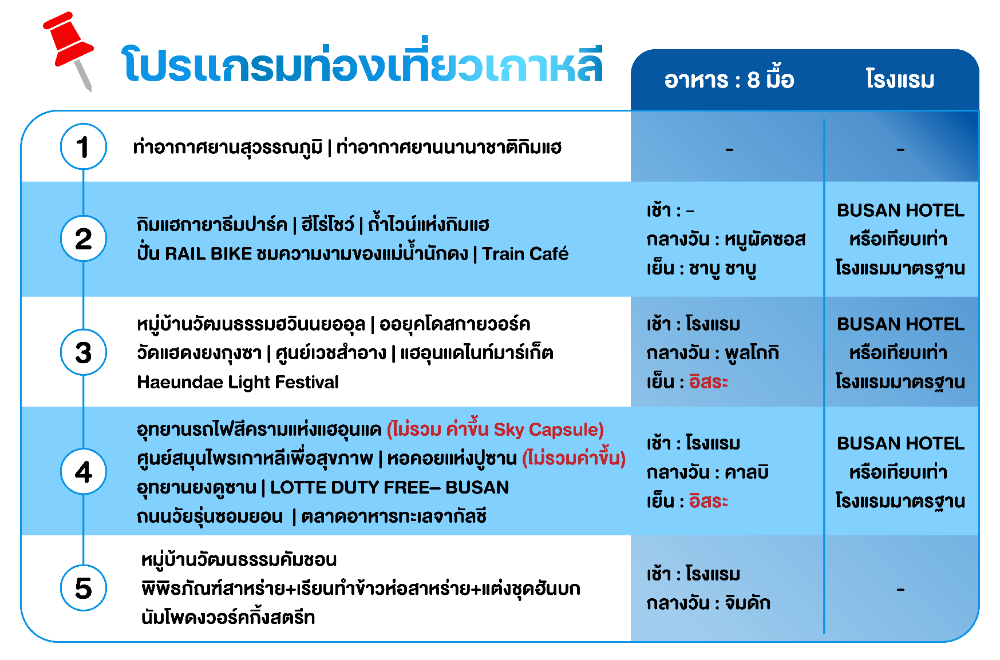 โปรแกรมท่องเที่ยวเกาหลี
อาหาร : 8 มื้อ
โรงแรม
1
ท่าอากาศยานสุวรรณภูมิ | ท่าอากาศยานนานาชาติกิมแฮ
-
-
2
กิมแฮกายาธีมปาร์ค | ฮีโร่โชว์ | ถ้ำไวน์แห่งกิมแฮ
ปั่น RAIL BIKE ชมความงามของแม่น้ำนักดง | Train Café
เช้า : -
กลางวัน : หมูผัดซอส
เย็น : ชาบู ชาบู
BUSAN HOTEL
หรือเทียบเท่า
โรงแรมมาตรฐาน
3
หมู่บ้านวัฒนธรรมฮวินนยออุล | ออยุคโดสกายวอร์ค
วัดแฮดงยงกุงซา | ศูนย์เวชสำอาง | แฮอุนแดไนท์มาร์เก็ต
Haeundae Light Festival
เช้า : โรงแรม
กลางวัน : พูลโกกิ
เย็น : อิสระ
BUSAN HOTEL
หรือเทียบเท่า
โรงแรมมาตรฐาน
4
อุทยานรถไฟสีครามแห่งแฮอุนแด (ไม่รวม ค่าขึ้น Sky Capsule)
ศูนย์สมุนไพรเกาหลีเพื่อสุขภาพ | หอคอยแห่งปูซาน (ไม่รวมค่าขึ้น)
อุทยานยงดูซาน | LOTTE DUTY FREE– BUSAN
ถนนวัยรุ่นซอมยอน | ตลาดอาหารทะเลจากัลชี
เช้า : โรงแรม
กลางวัน : คาลบิ
เย็น : อิสระ
BUSAN HOTEL
หรือเทียบเท่า
โรงแรมมาตรฐาน
5
หมู่บ้านวัฒนธรรมคัมชอน
พิพิธภัณฑ์สาหร่าย+เรียนทำข้าวห่อสาหร่าย+แต่งชุดฮันบก
นัมโพดงวอร์คกิ้งสตรีท
เช้า : โรงแรม
กลางวัน : จิมดัก
-